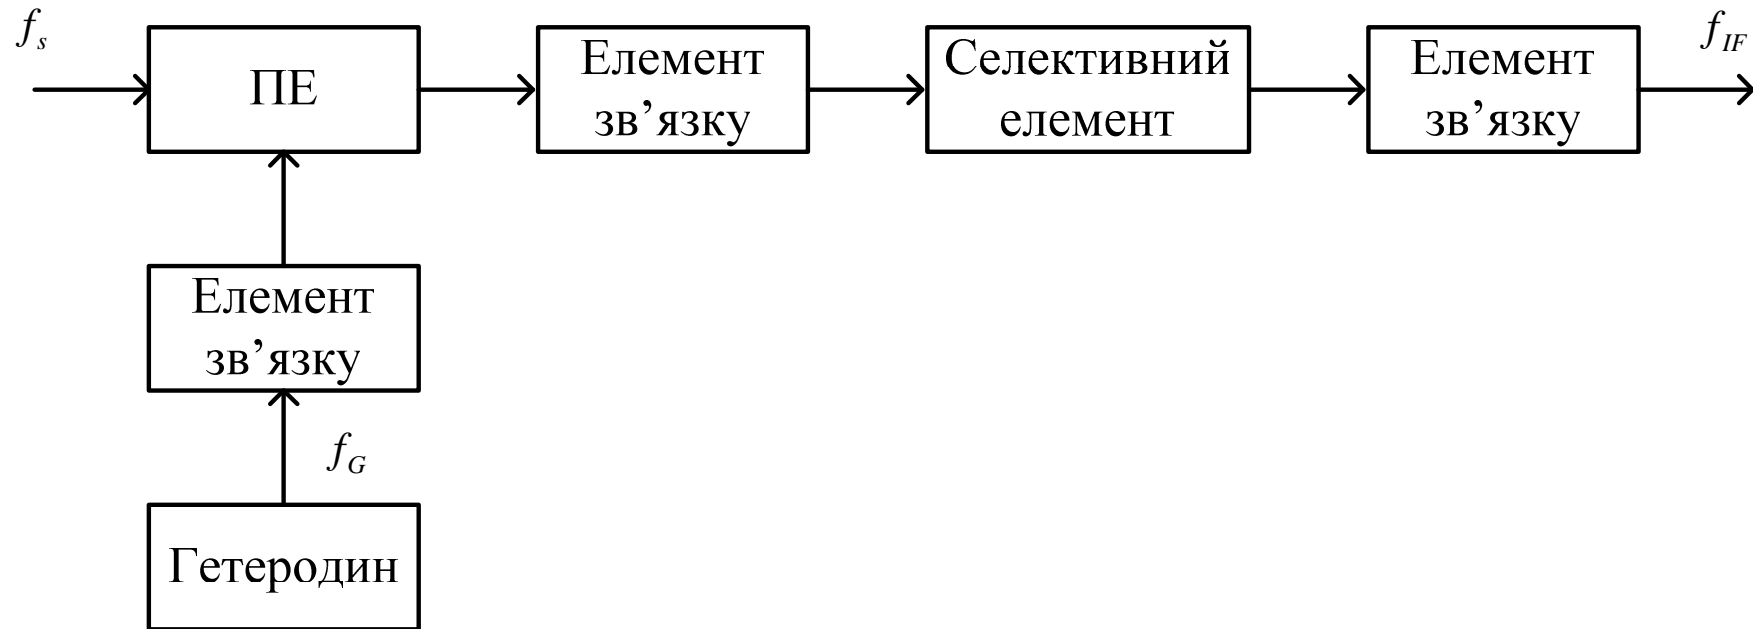 f_s
ПЕ
Елемент
зв’язку
Селективний
елемент
Елемент
зв’язку
f_IF
Елемент
зв’язку
f_G
Гетеродин